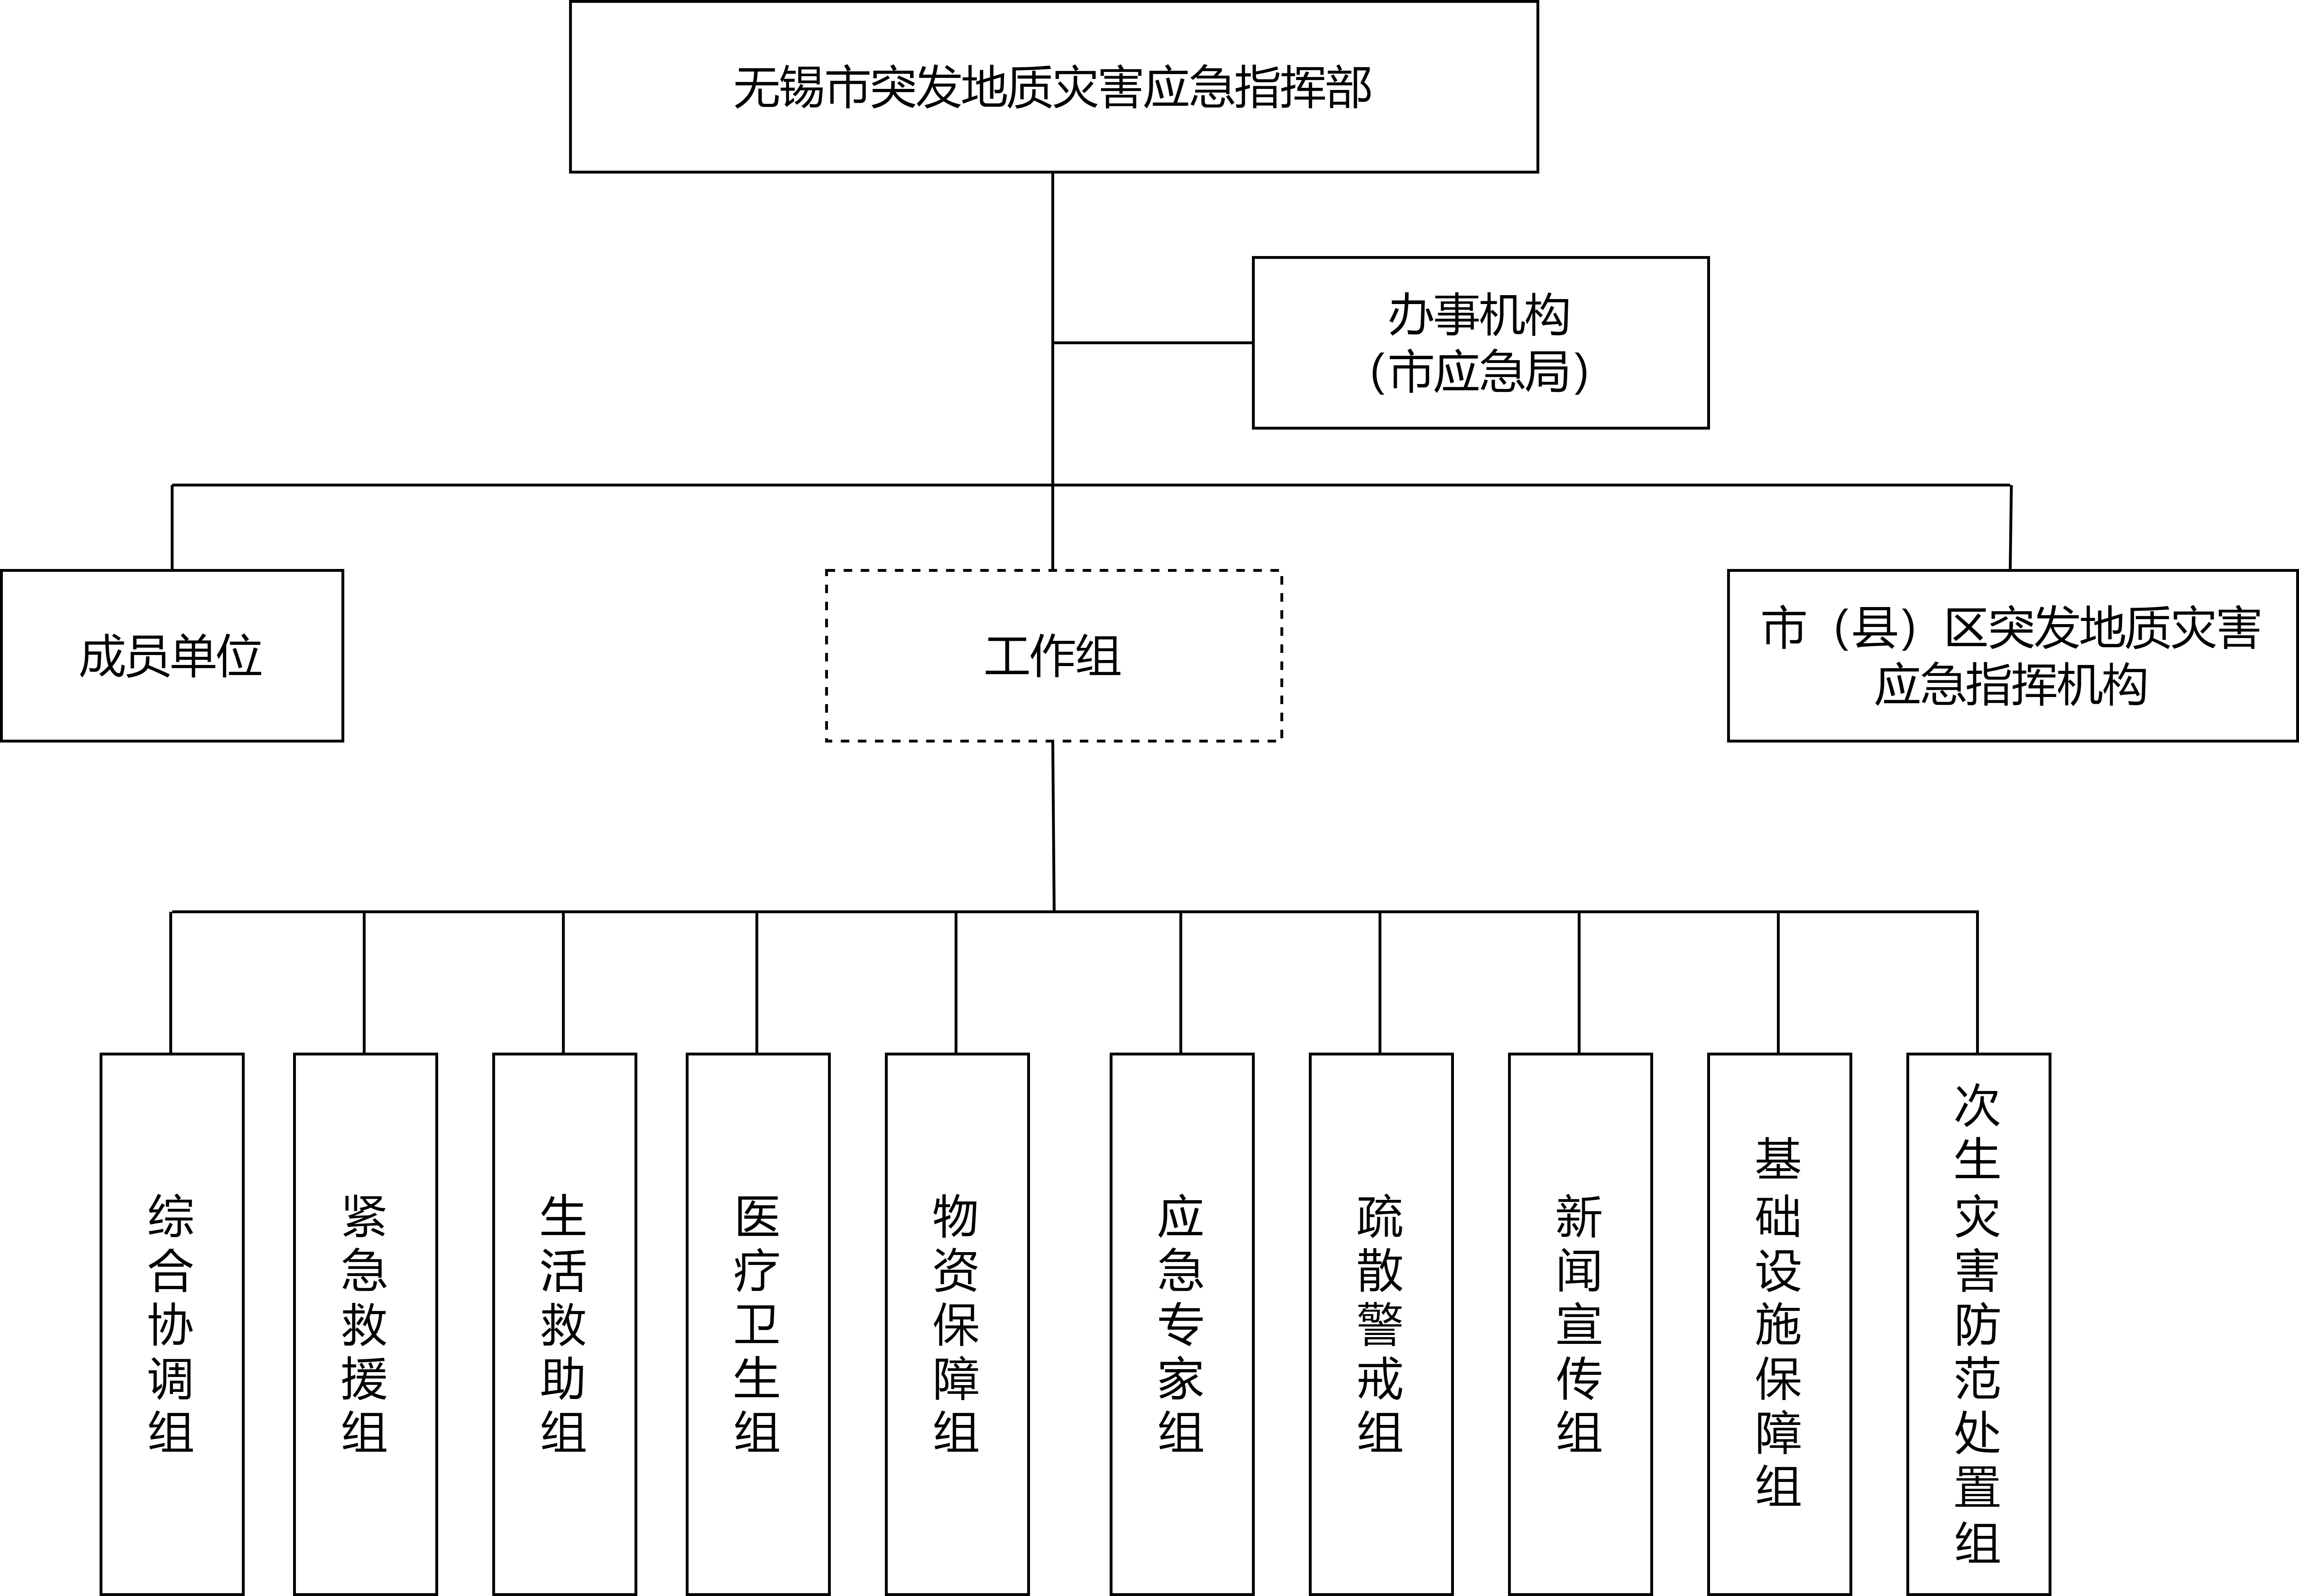 无锡市突发地质灾害应急指挥部
办事机构
（市应急局）
成员单位
工作组
市（县）区突发地质灾害
应急指挥机构
综合协调组
紧急救援组
生活救助组
医疗卫生组
物资保障组
应急专家组
疏散警戒组
新闻宣传组
基础设施保障组
次生灾害防范处置组